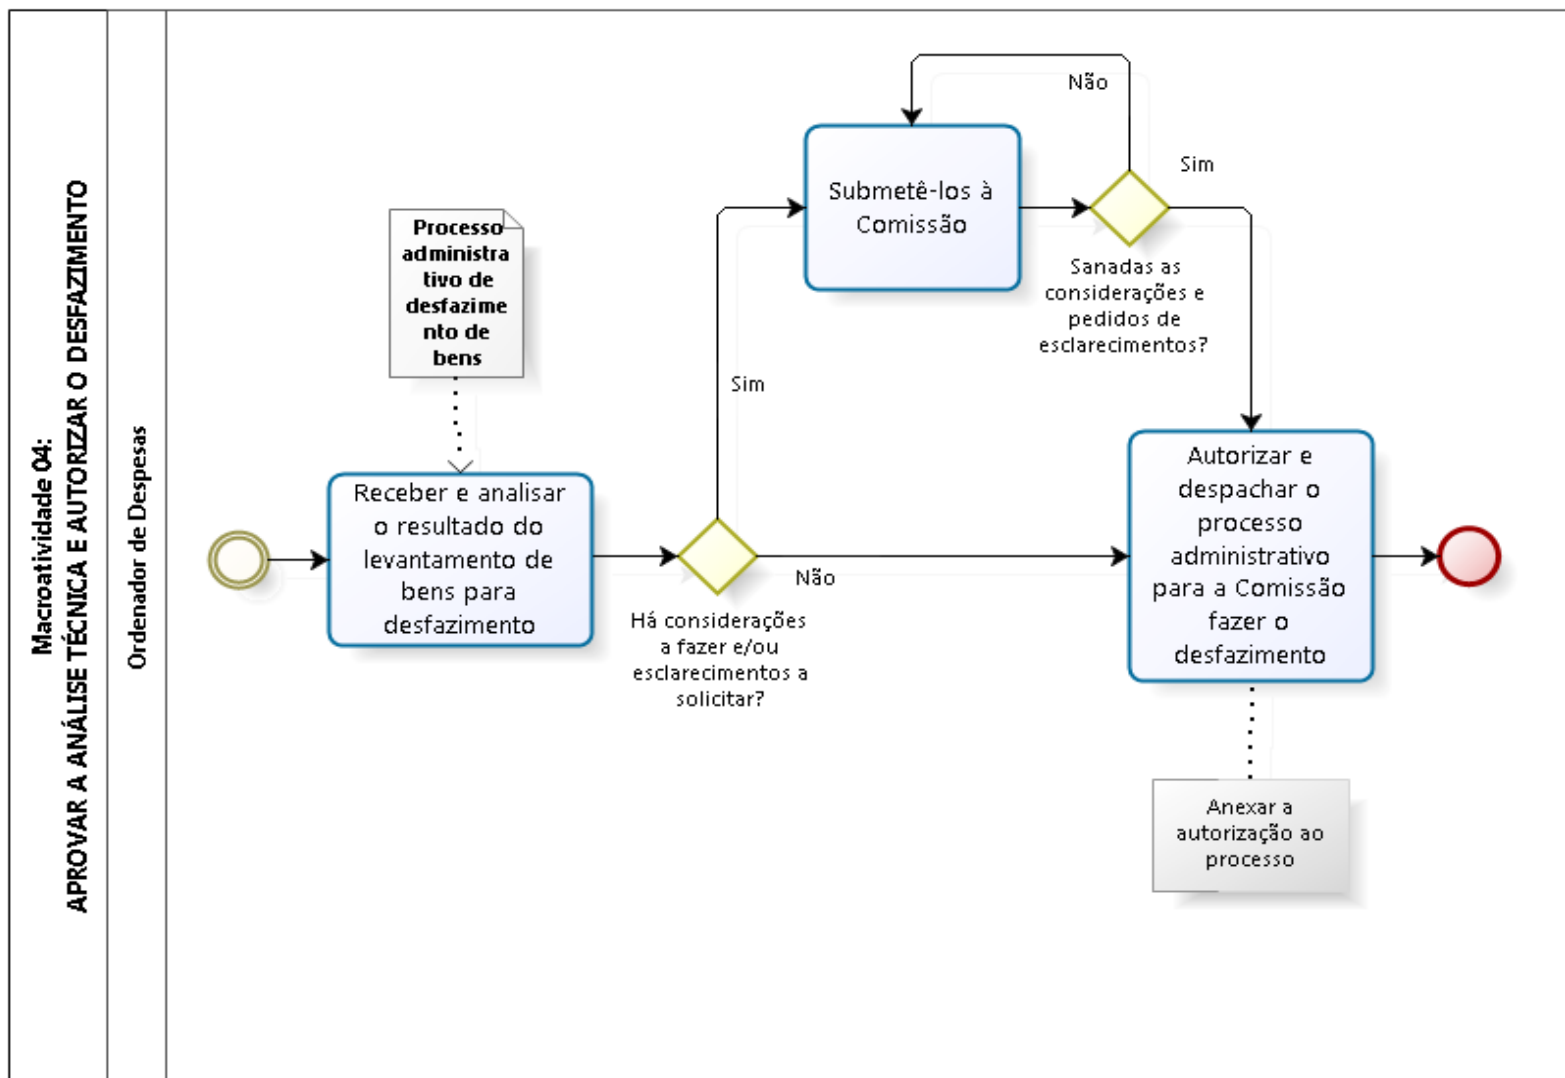 Macroatividade 04:
APROVAR A ANÁLISE TÉCNICA E AUTORIZAR O DESFAZIMENTO
Ordenador de Despesas
Processo
administra
tivo de
desfazime
nto de
bens
Receber e analisar
o resultado do
levantamento de
bens para
desfazimento
Há considerações
a fazer e/ou
esclarecimentos a
solicitar?
Sim
Não
Submetê-los à
Comissão
Não
Sim
Sanadas as
considerações e
pedidos de
esclarecimentos?
Autorizar e
despachar o
processo
administrativo
para a Comissão
fazer o
desfazimento
Anexar a
autorização ao
processo